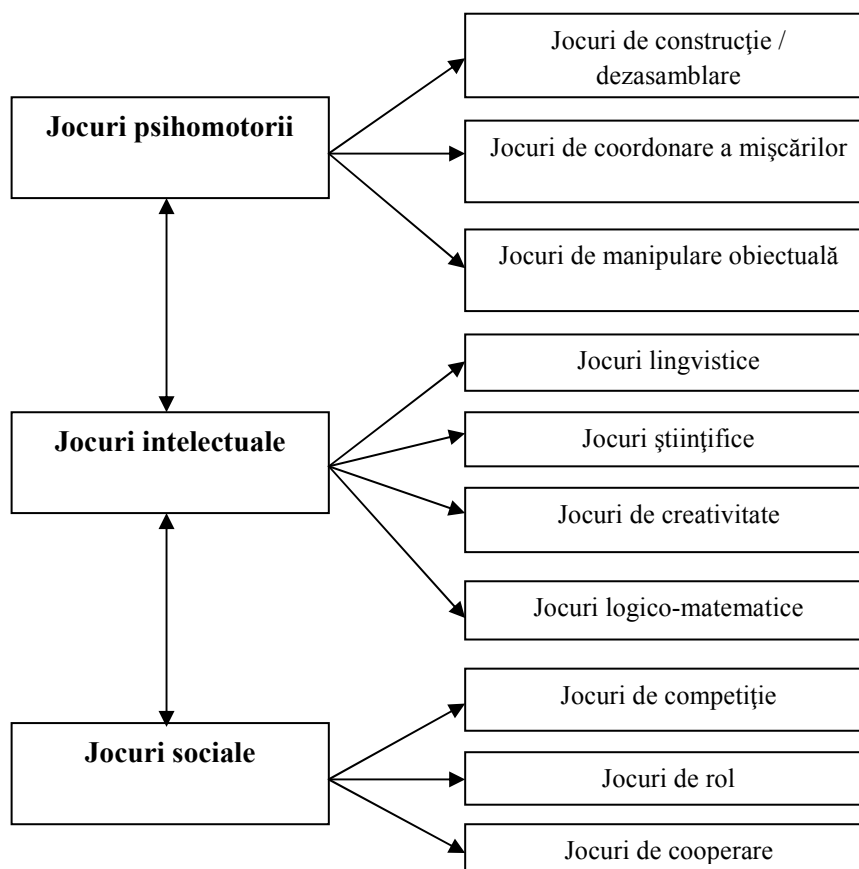 Jocuri de construcţie /
dezasamblare
Jocuri psihomotorii
Jocuri de coordonare a mişcărilor
Jocuri de manipulare obiectuală
Jocuri lingvistice
Jocuri intelectuale
Jocuri ştiinţifice
Jocuri de creativitate
Jocuri logico-matematice
Jocuri de competiţie
Jocuri sociale
Jocuri de rol
Jocuri de cooperare